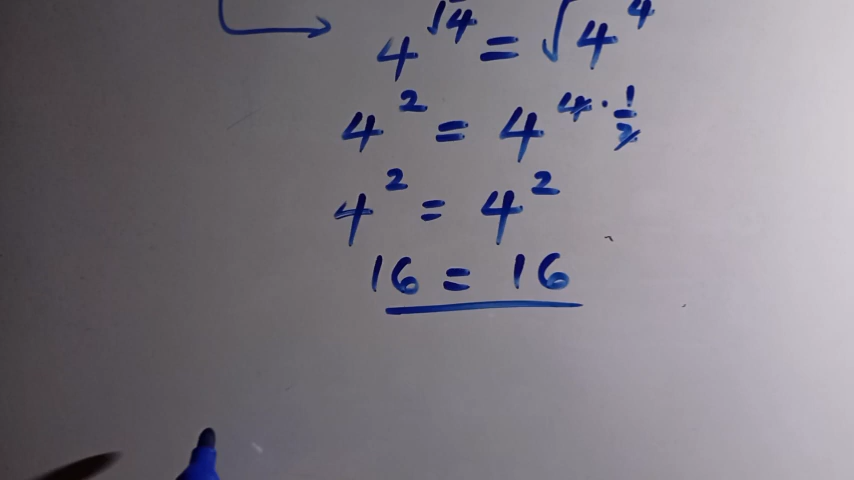 4^√4 = √4^4
4^2 = 4^4·1/2
4^2 = 4^2
16 = 16